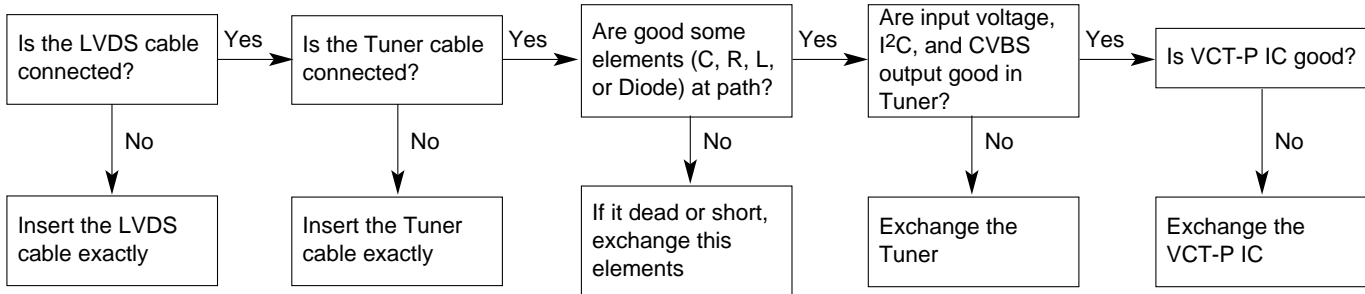 Is the LVDS cable
connected?
Yes
Is the Tuner cable
connected?
Yes
Are good some
elements (C, R, L,
or Diode) at path?
Yes
Are input voltage,
I²C, and CVBS
output good in
Tuner?
Yes
Is VCT-P IC good?
No
No
No
No
No
Insert the LVDS
cable exactly
Insert the Tuner
cable exactly
If it dead or short,
exchange this
elements
Exchange the
Tuner
Exchange the
VCT-P IC